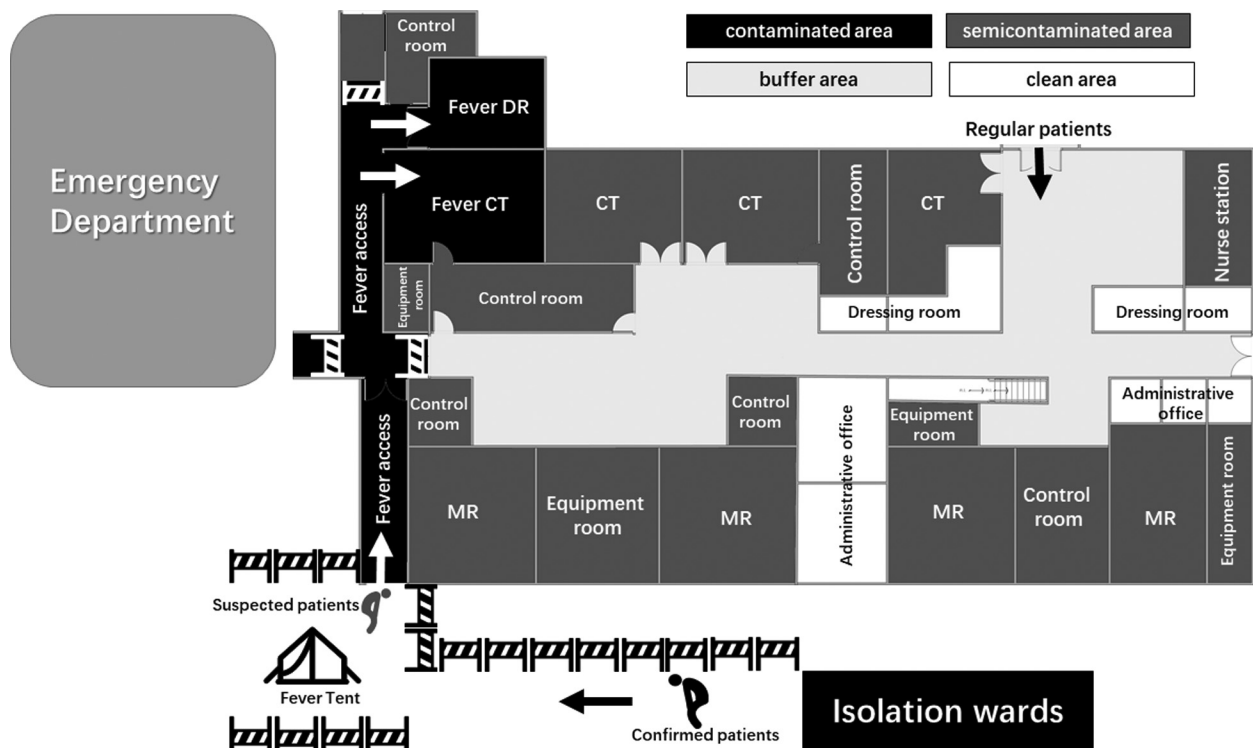 Control
room
contaminated area
semicontaminated area
buffer area
clean area
Emergency
Department
Fever DR
Regular patients
Fever CT
CT
CT
Control room
CT
Nurse station
Fever access
Equipment
room
Control room
Dressing room
Dressing room
Control
room
Control
room
Administrative office
Equipment
room
Administrative
office
Fever access
MR
Equipment
room
MR
MR
Control
room
MR
Equipment room
Suspected patients
Fever Tent
Confirmed patients
Isolation wards